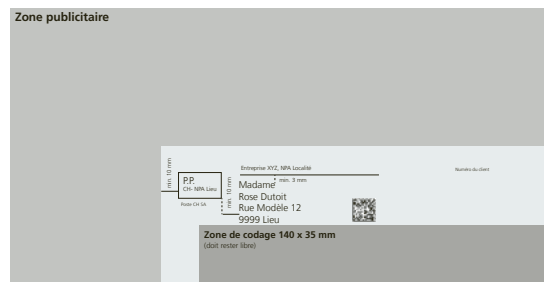 Zone publicitaire
min. 10 mm
P.P.
CH- NPA Lieu
Poste CH SA
min. 10 mm
Entreprise XYZ, NPA Localité
min. 3 mm
Numéro du client
Madame
Rose Dutoit
Rue Modèle 12
9999 Lieu
Zone de codage 140 x 35 mm
(doit rester libre)